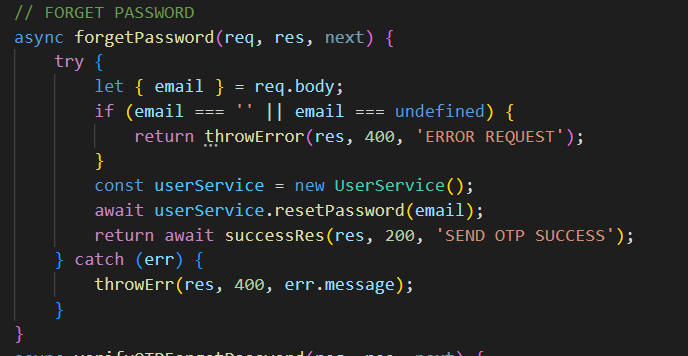 // FORGET PASSWORD
async forgetPassword(req, res, next) {
try {
let { email } = req.body;
if (email === '' || email === undefined) {
return throwError(res, 400, 'ERROR REQUEST');
}
const userService = new UserService();
await userService.resetPassword(email);
return await successRes(res, 200, 'SEND OTP SUCCESS');
} catch (err) {
throwErr(res, 400, err.message);
}
}